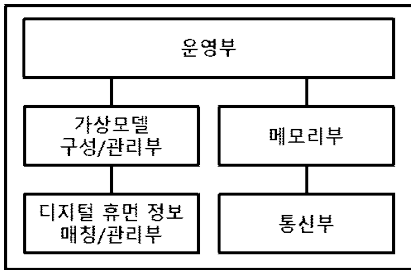 운영부
가상모델
구성/관리부
메모리부
디지털 휴먼 정보
매칭/관리부
통신부